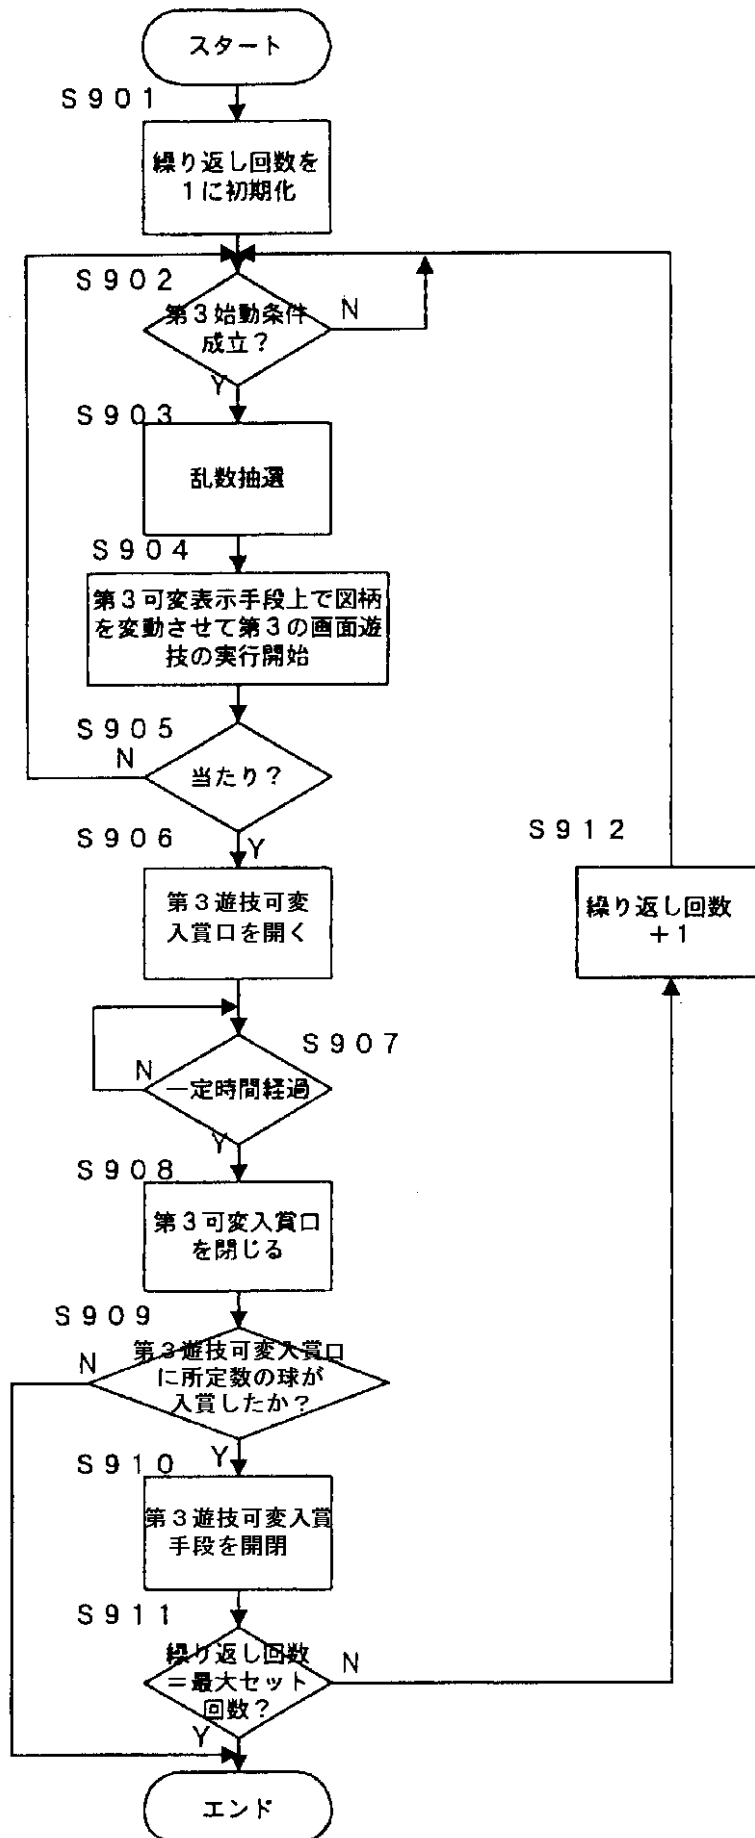 スタート
S901
繰り返し回数を
1に初期化
S902
第3始動条件
成立？
N
Y
S903
乱数抽選
S904
第3可変表示手段上で図柄
を変動させて第3の画面遊
技の実行開始
S905
N
当たり？
S906
Y
第3遊技可変
入賞口を開く
S912
繰り返し回数
＋1
S907
N
一定時間経過
Y
S908
第3可変入賞口
を閉じる
S909
N
第3遊技可変入賞口
に所定数の球が
入賞したか？
Y
S910
第3遊技可変入賞
手段を開閉
S911
繰り返し回数
＝最大セット
回数？
N
Y
エンド